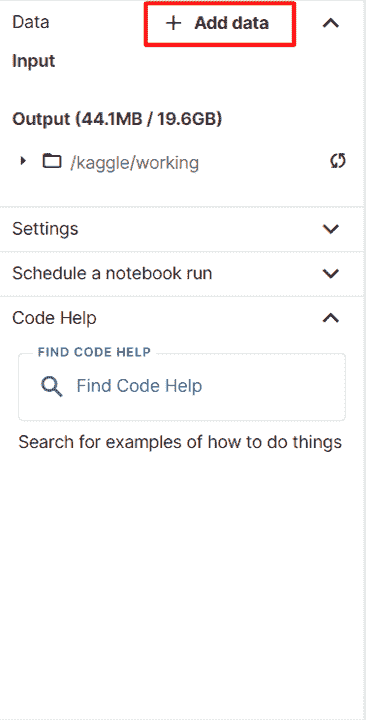 Data + Add data
Input
Output (44.1MB / 19.6GB)
/kaggle/working
Settings
Schedule a notebook run
Code Help
FIND CODE HELP
Find Code Help
Search for examples of how to do things